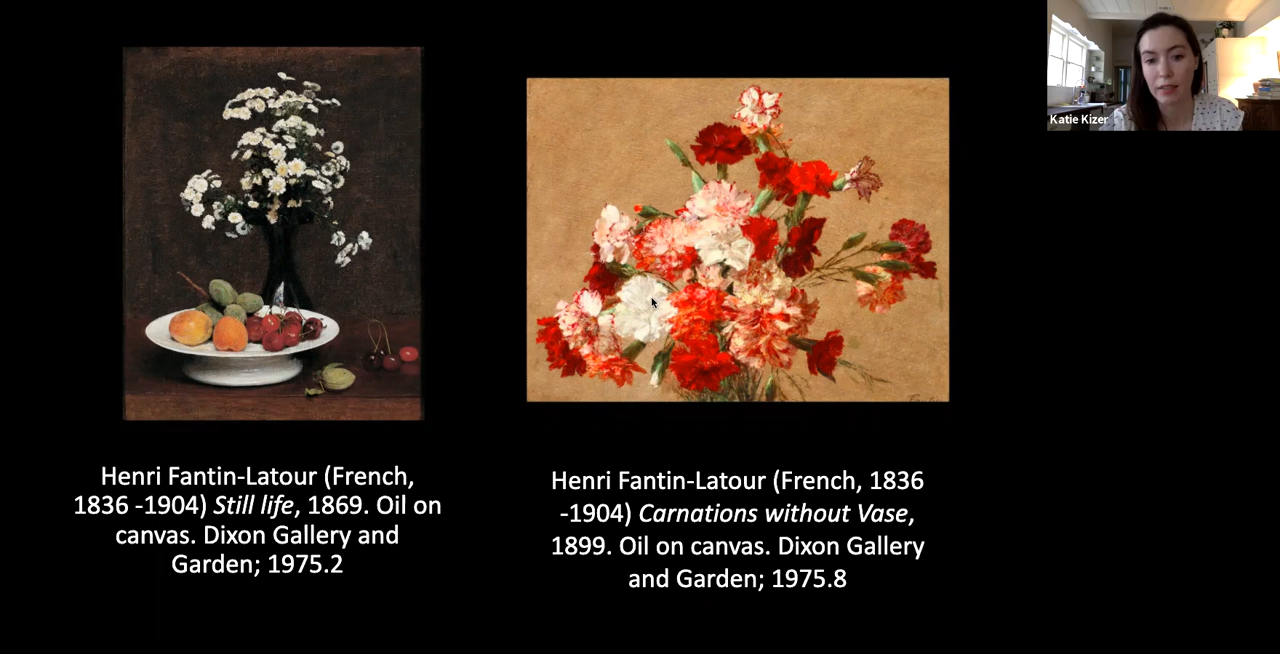 Katie Kizer
Henri Fantin-Latour (French,
1836 -1904) Still life, 1869. Oil on
canvas. Dixon Gallery and
Garden; 1975.2
Henri Fantin-Latour (French, 1836
-1904) Carnations without Vase,
1899. Oil on canvas. Dixon Gallery
and Garden; 1975.8